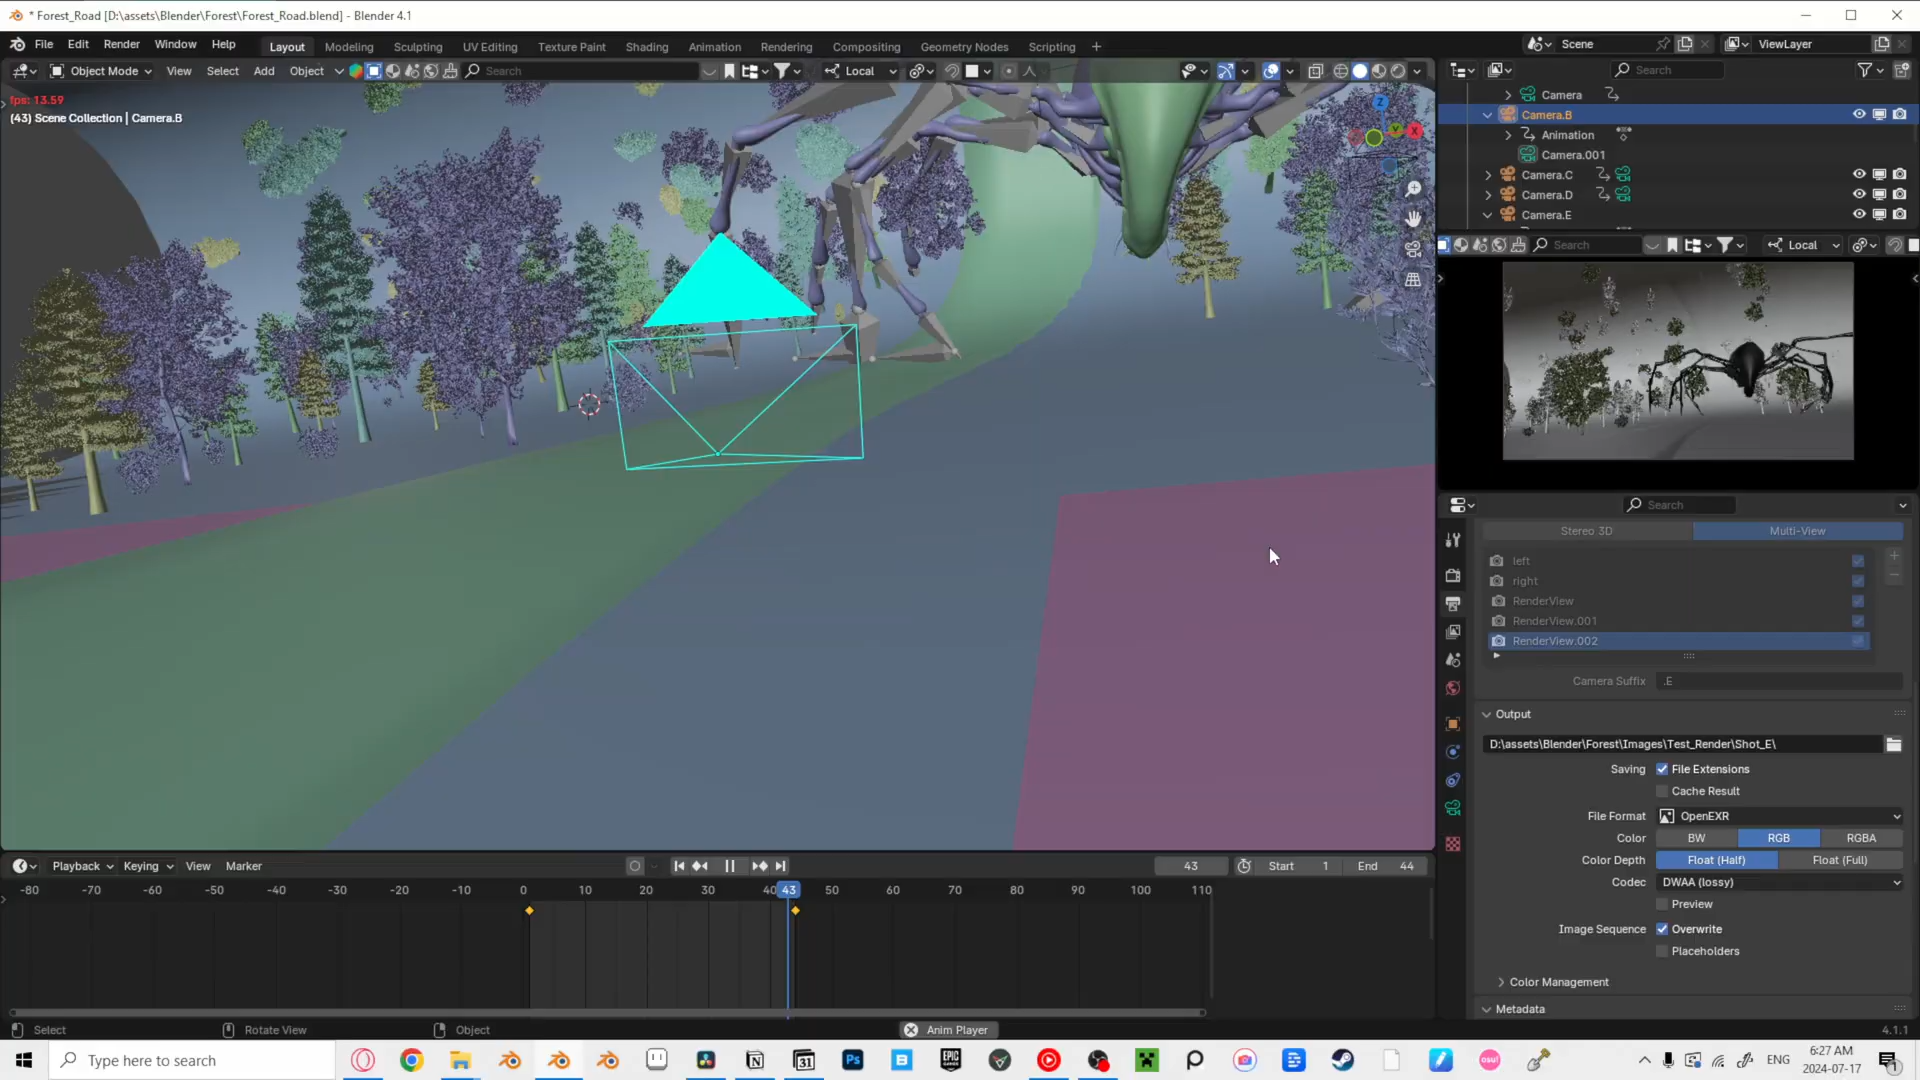 * Forest_Road [D:\assets\Blender\Forest\Forest_Road.blend] - Blender 4.1
File Edit Render Window Help Layout Modeling Sculpting UV Editing Texture Paint Shading Animation Rendering Compositing Geometry Nodes Scripting + Scene ViewLayer
Object Mode View Select Add Object Search Local Search
fps: 13.59
(43) Scene Collection | Camera.B
Z
Y
X
Camera
Camera.B
Animation
Camera.001
Camera.C
Camera.D
Camera.E
Search Local
Search
Stereo 3D Multi-View
left
right
RenderView
RenderView.001
RenderView.002
Camera Suffix .E
Output
D:\assets\Blender\Forest\Images\Test_Render\Shot_E\
Saving File Extensions
Cache Result
File Format OpenEXR
Color BW RGB RGBA
Color Depth Float (Half) Float (Full)
Codec DWAA (lossy)
Preview
Image Sequence Overwrite
Placeholders
Color Management
Metadata
Playback Keying View Marker 43 Start 1 End 44
-80 -70 -60 -50 -40 -30 -20 -10 0 10 20 30 40 43 50 60 70 80 90 100 110
Select Rotate View Object Anim Player 4.1.1
Type here to search 31 Ps EPIC GAMES osu! ENG 6:27 AM
2024-07-17